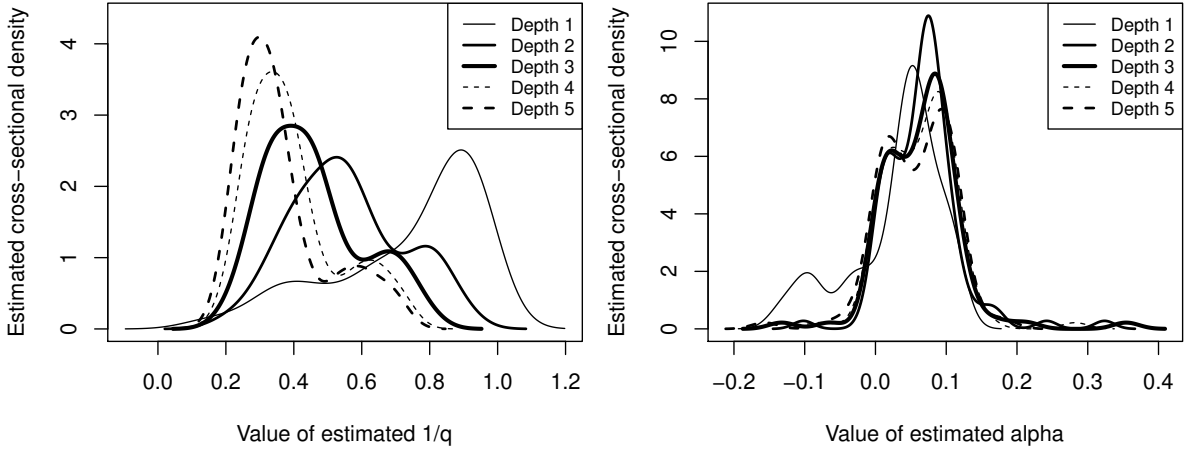 Estimated cross−sectional density
4
3
2
1
0
Depth 1
Depth 2
Depth 3
Depth 4
Depth 5
0.0 0.2 0.4 0.6 0.8 1.0 1.2
Value of estimated 1/q
Estimated cross−sectional density
10
8
6
4
2
0
Depth 1
Depth 2
Depth 3
Depth 4
Depth 5
−0.2 −0.1 0.0 0.1 0.2 0.3 0.4
Value of estimated alpha